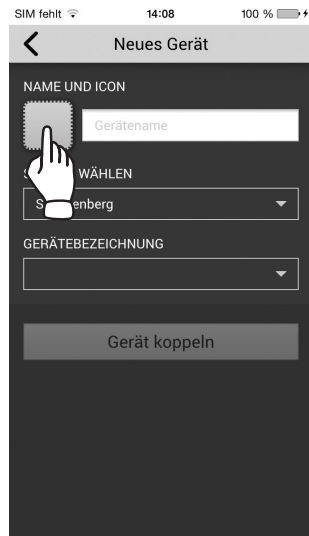 SIM fehlt 14:08 100 %
Neues Gerät
NAME UND ICON
Gerätename
WÄHLEN
GERÄTEBEZEICHNUNG
Gerät koppeln